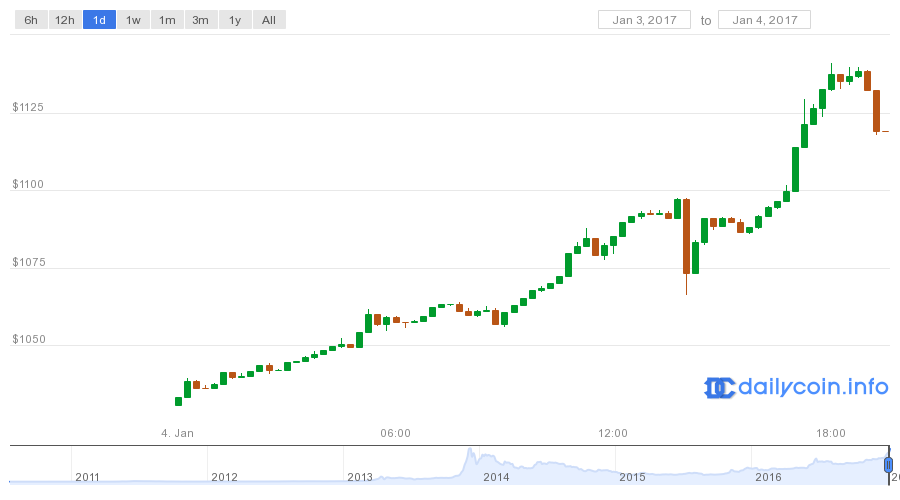 6h 12h 1d 1w 1m 3m 1y All Jan 3, 2017 to Jan 4, 2017
$1125
$1100
$1075
$1050
dailycoin.info
4. Jan 06:00 12:00 18:00
2011 2012 2013 2014 2015 2016